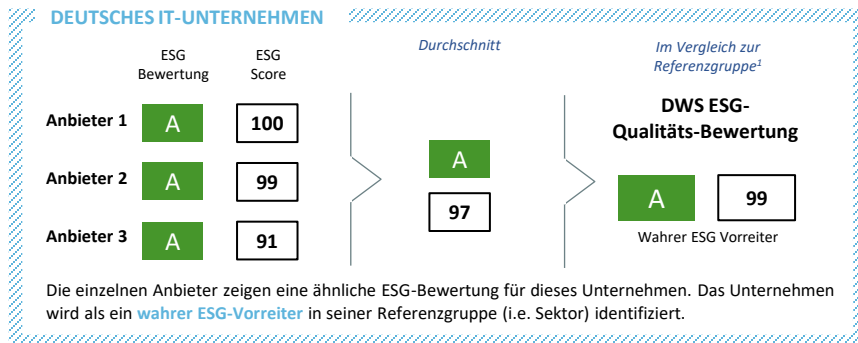 DEUTSCHES IT-UNTERNEHMEN
ESG
Bewertung
ESG
Score
Durchschnitt
Im Vergleich zur
Referenzgruppe¹
Anbieter 1
A
100
Anbieter 2
A
99
Anbieter 3
A
91
A
97
DWS ESG-
Qualitäts-Bewertung
A
99
Wahrer ESG Vorreiter
Die einzelnen Anbieter zeigen eine ähnliche ESG-Bewertung für dieses Unternehmen. Das Unternehmen
wird als ein wahrer ESG-Vorreiter in seiner Referenzgruppe (i.e. Sektor) identifiziert.